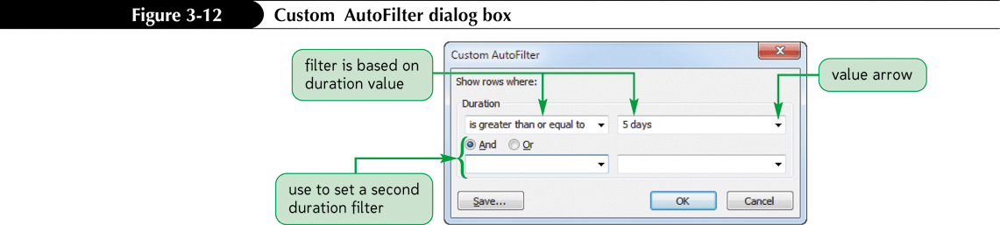 Figure 3-12 Custom AutoFilter dialog box
filter is based on
duration value
Custom AutoFilter
value arrow
Show rows where:
Duration
is greater than or equal to 5 days
And Or
use to set a second
duration filter
Save... OK Cancel